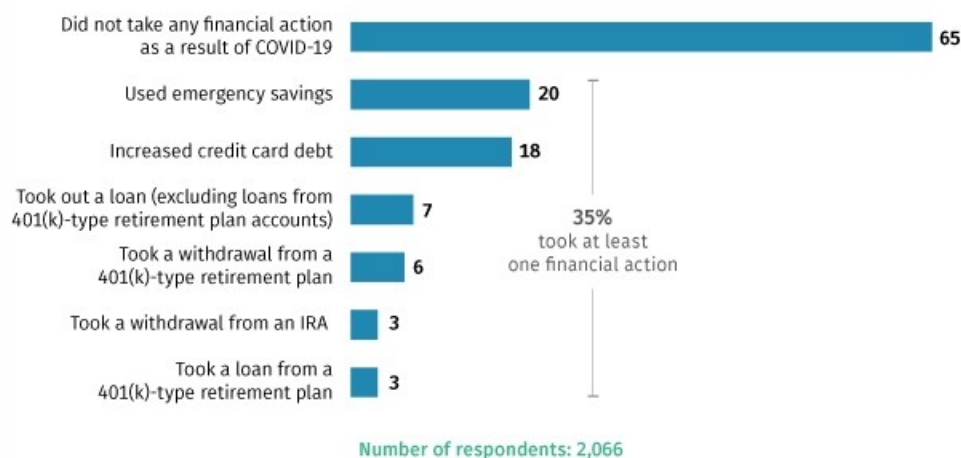 Did not take any financial action
as a result of COVID-19
65
Used emergency savings
20
Increased credit card debt
18
Took out a loan (excluding loans from
401(k)-type retirement plan accounts)
7
Took a withdrawal from a
401(k)-type retirement plan
6
Took a withdrawal from an IRA
3
Took a loan from a
401(k)-type retirement plan
3
35%
took at least
one financial action
Number of respondents: 2,066